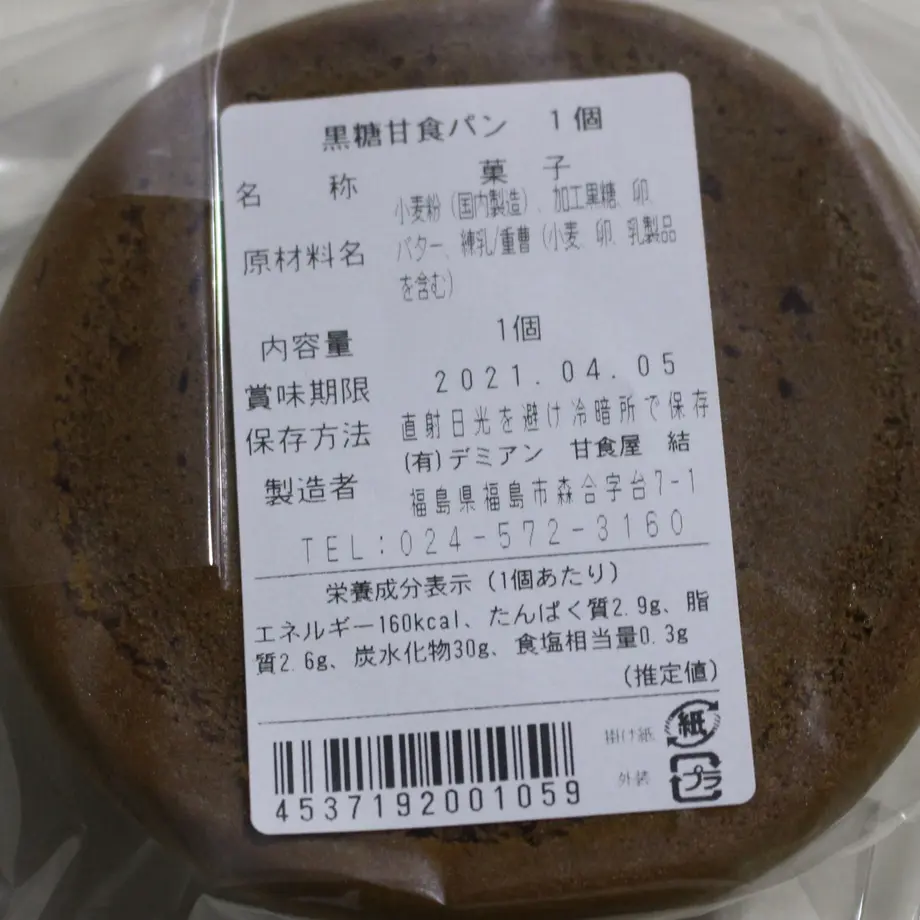 黒糖甘食パン　1個
名　　称　　菓　子
原材料名　小麦粉（国内製造）、加工黒糖、卵、
バター、練乳/重曹（小麦、卵、乳製品
を含む）
内容量　1個
賞味期限　2021.04.05
保存方法　直射日光を避け冷暗所で保存
製造者　(有)デミアン　甘食屋　結
福島県福島市森合字台7-1
TEL:024-572-3160
栄養成分表示（1個あたり）
エネルギー160kcal、たんぱく質2.9g、脂
質2.6g、炭水化物30g、食塩相当量0.3g
（推定値）
掛け紙　紙
外装　プラ
4537192001059